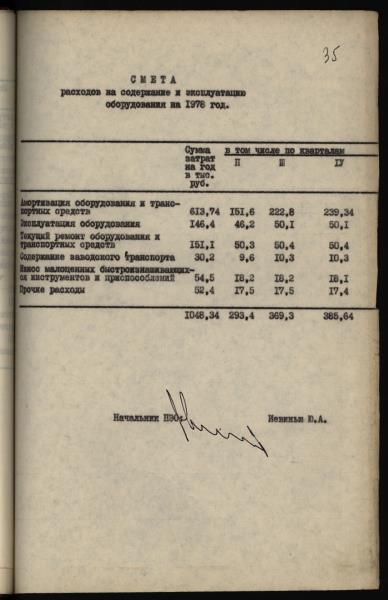 35
СМЕТА
расходов на содержание и эксплуатацию
оборудования на 1978 год.
Сумма затрат на год в тыс. руб. в том числе по кварталам
П Ш IУ
Амортизация оборудования и транс-
портных средств 613,74 151,6 222,8 239,34
Эксплуатация оборудования 146,4 46,2 50,1 50,1
Текущий ремонт оборудования и
транспортных средств 151,1 50,3 50,4 50,4
Содержание заводского транспорта 30,2 9,6 10,3 10,3
Износ малоценных быстроизнашивающих-
ся инструментов и приспособлений 54,5 18,2 18,2 18,1
Прочие расходы 52,4 17,5 17,5 17,4
1048,34 293,4 369,3 385,64
Начальник ПЭО: Невинью Ю.А.